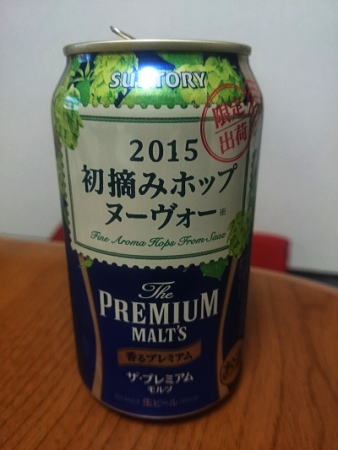 SUNTORY
限定
出荷
2015
初摘みホップ
ヌーヴォー※
Fine Aroma Hops From Saaz
The
PREMIUM
MALT'S
香るプレミアム
ザ・プレミアム
モルツ
生ビール